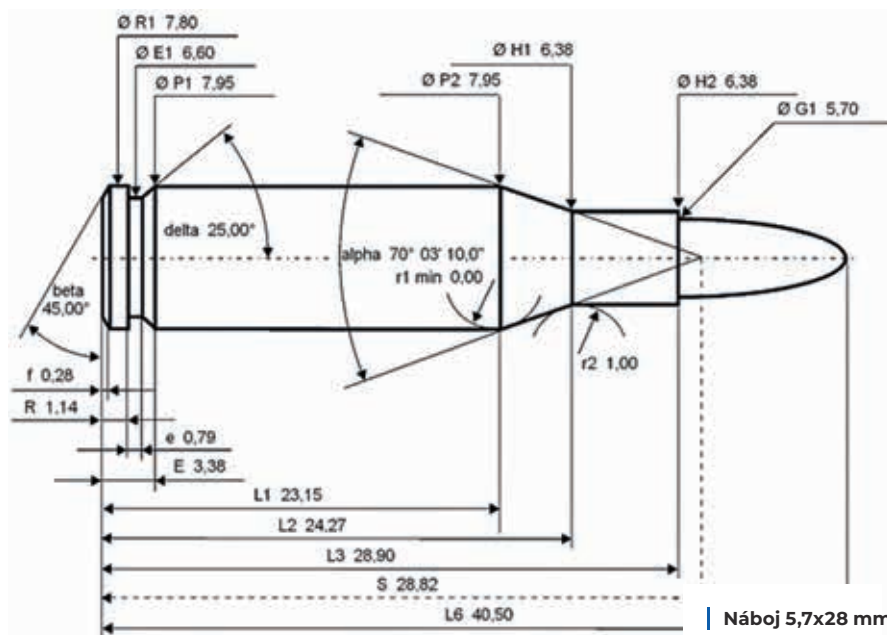 Ø R1 7,80
Ø E1 6,60
Ø P1 7,95
Ø P2 7,95
Ø H1 6,38
Ø H2 6,38
Ø G1 5,70
delta 25,00°
alpha 70° 03' 10,0"
r1 min 0,00
beta
45,00°
r2 1,00
f 0,28
R 1,14
e 0,79
E 3,38
L1 23,15
L2 24,27
L3 28,90
S 28,82
L6 40,50
Náboj 5,7x28 mm